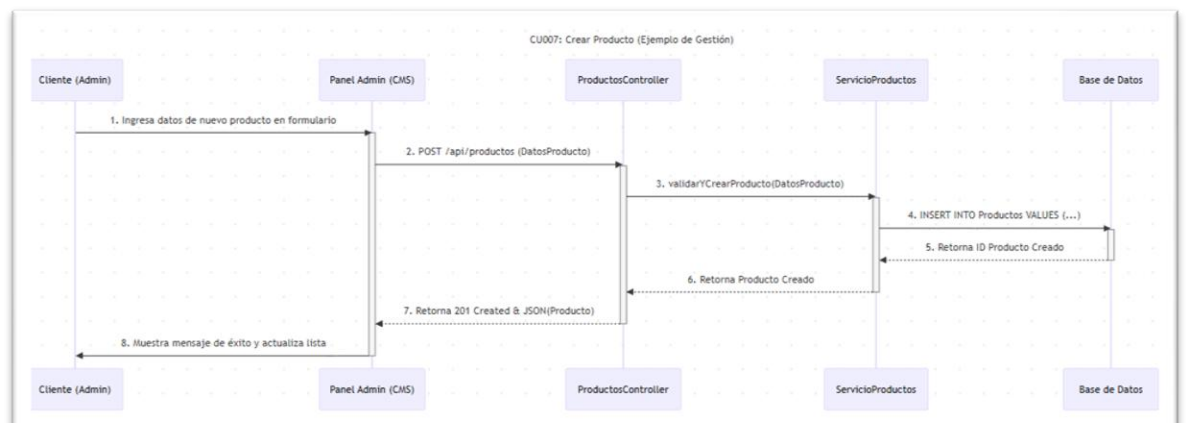 CU007: Crear Producto (Ejemplo de Gestión)
Cliente (Admin)
Panel Admin (CMS)
ProductosController
ServicioProductos
Base de Datos
1. Ingresa datos de nuevo producto en formulario
2. POST /api/productos (DatosProducto)
3. validarYCrearProducto(DatosProducto)
4. INSERT INTO Productos VALUES (...)
5. Retorna ID Producto Creado
6. Retorna Producto Creado
7. Retorna 201 Created & JSON(Producto)
8. Muestra mensaje de éxito y actualiza lista
Cliente (Admin)
Panel Admin (CMS)
ProductosController
ServicioProductos
Base de Datos